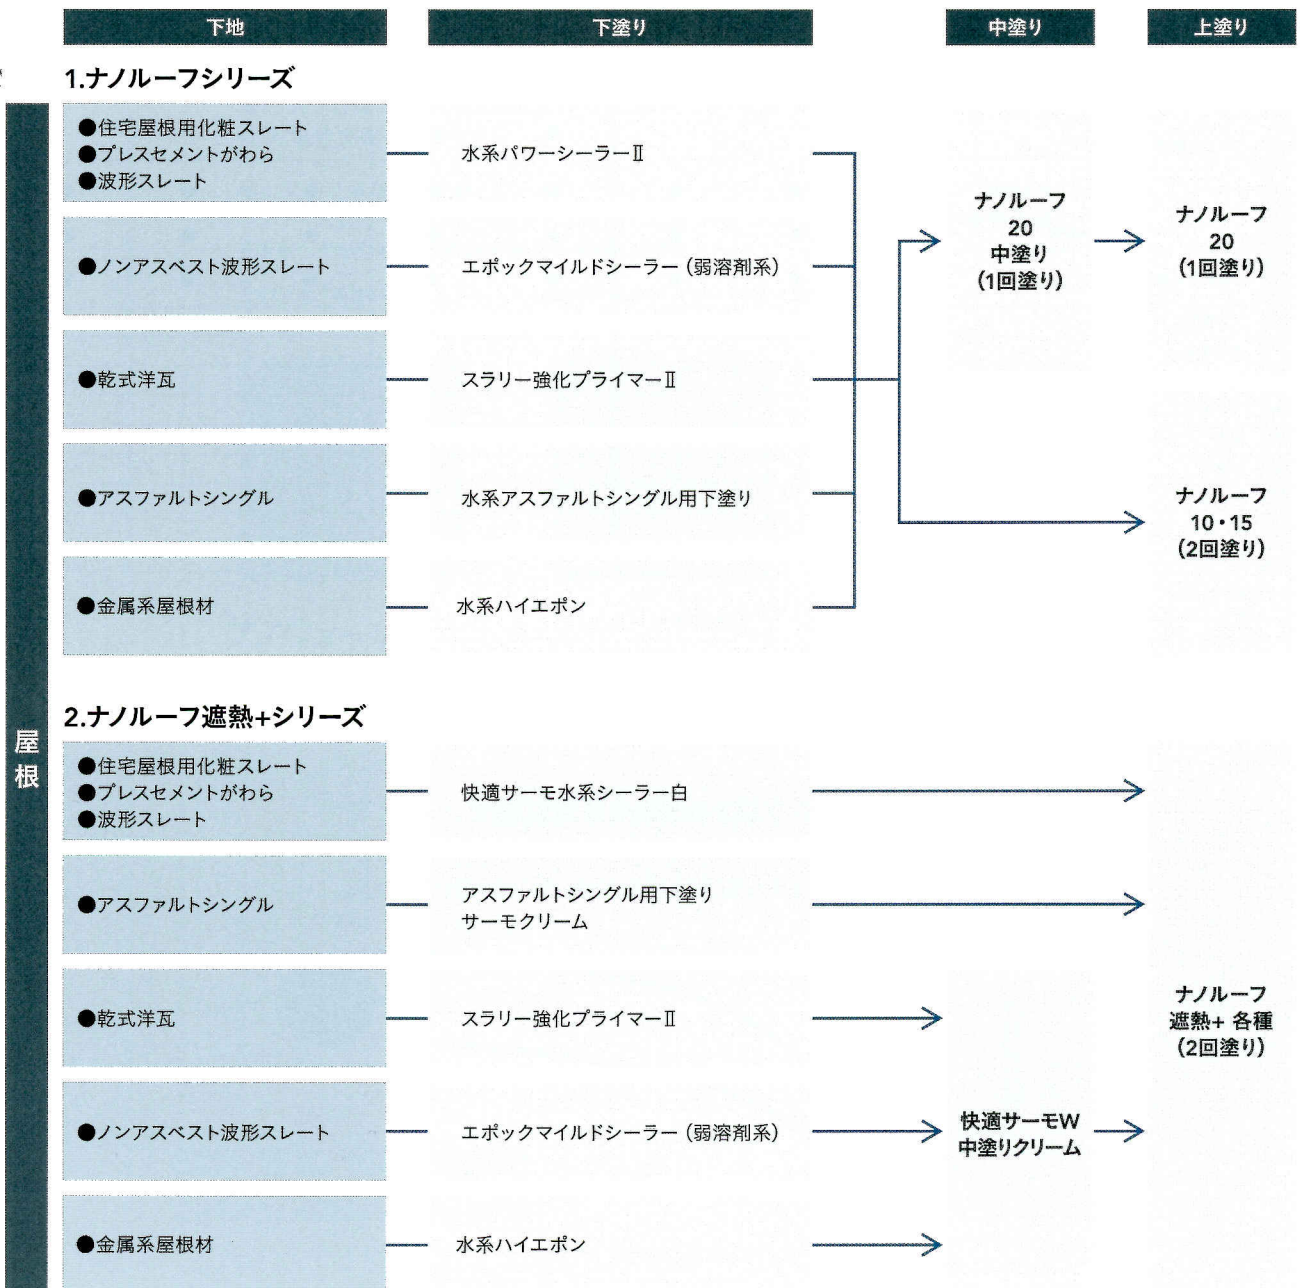 下地
下塗り
中塗り
上塗り
1.ナノルーフシリーズ
屋根
●住宅屋根用化粧スレート
●プレスセメントがわら
●波形スレート
水系パワーシーラーⅡ
●ノンアスベスト波形スレート
エポックマイルドシーラー（弱溶剤系）
●乾式洋瓦
スラリー強化プライマーⅡ
●アスファルトシングル
水系アスファルトシングル用下塗り
●金属系屋根材
水系ハイエポン
ナノルーフ
20
中塗り
（1回塗り）
ナノルーフ
20
（1回塗り）
ナノルーフ
10・15
（2回塗り）
2.ナノルーフ遮熱+シリーズ
●住宅屋根用化粧スレート
●プレスセメントがわら
●波形スレート
快適サーモ水系シーラー白
●アスファルトシングル
アスファルトシングル用下塗り
サーモクリーム
●乾式洋瓦
スラリー強化プライマーⅡ
●ノンアスベスト波形スレート
エポックマイルドシーラー（弱溶剤系）
●金属系屋根材
水系ハイエポン
快適サーモW
中塗りクリーム
ナノルーフ
遮熱+ 各種
（2回塗り）